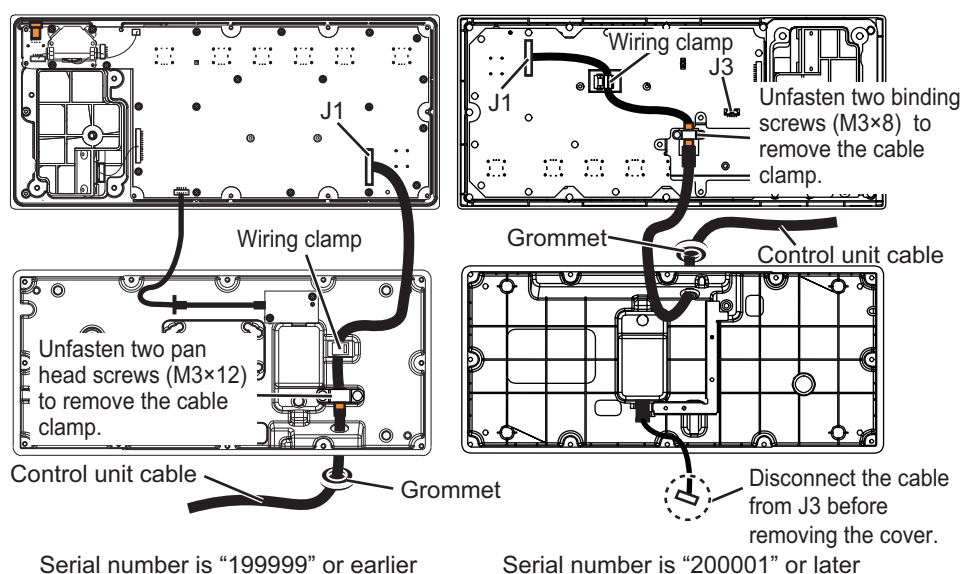 J1
Wiring clamp
Unfasten two pan
head screws (M3×12)
to remove the cable
clamp.
Control unit cable
Grommet
Serial number is “199999” or earlier
Wiring clamp
J1
J3
Unfasten two binding
screws (M3×8) to
remove the cable
clamp.
Grommet
Control unit cable
Disconnect the cable
from J3 before
removing the cover.
Serial number is “200001” or later